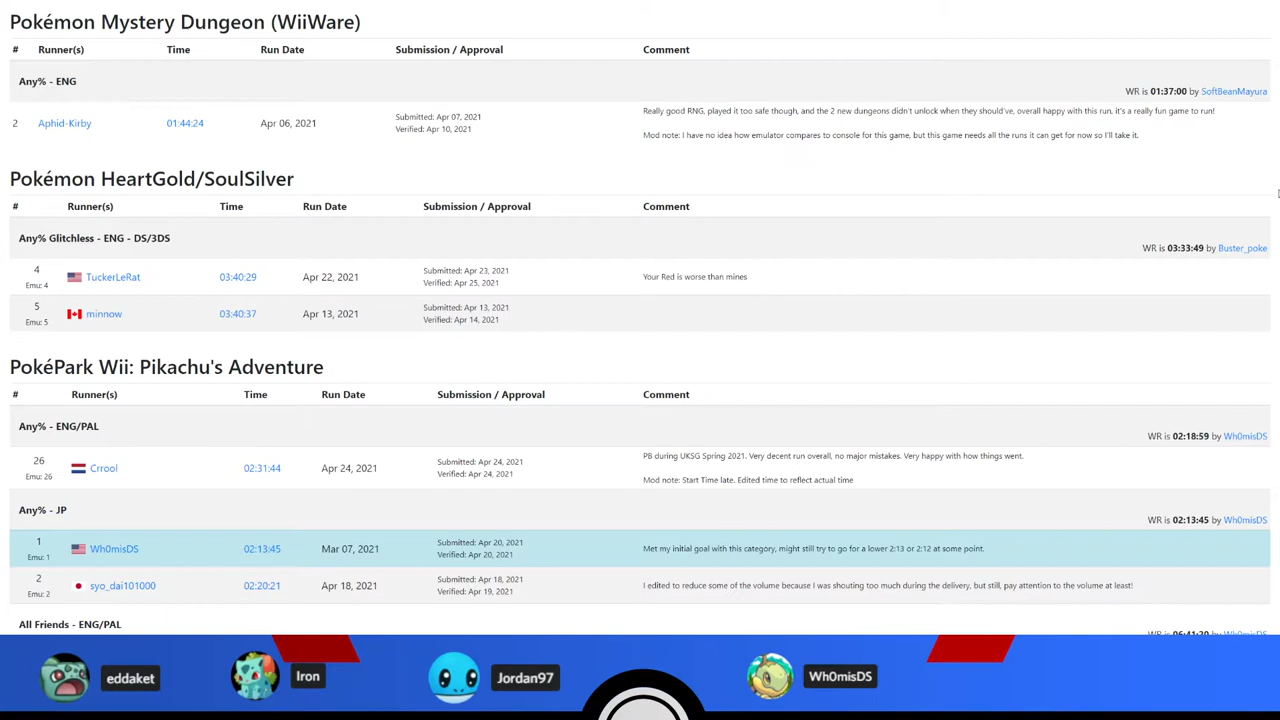 Pokémon Mystery Dungeon (WiiWare)
# Runner(s) Time Run Date Submission / Approval Comment
Any% - ENG
WR is 01:37:00 by SoftBeanMayura
2 Aphid-Kirby 01:44:24 Apr 06, 2021 Submitted: Apr 07, 2021
Verified: Apr 10, 2021
Really good RNG, played it too safe though, and the 2 new dungeons didn't unlock when they should've, overall happy with this run, it's a really fun game to run!
Mod note: I have no idea how emulator compares to console for this game, but this game needs all the runs it can get for now so I'll take it.
Pokémon HeartGold/SoulSilver
# Runner(s) Time Run Date Submission / Approval Comment
Any% Glitchless - ENG - DS/3DS
WR is 03:33:49 by Buster_poke
4 TuckerLeRat 03:40:29 Apr 22, 2021 Submitted: Apr 23, 2021 Your Red is worse than mines
Emu: 4 Verified: Apr 25, 2021
5 minnow 03:40:37 Apr 13, 2021 Submitted: Apr 13, 2021
Emu: 5 Verified: Apr 14, 2021
PokéPark Wii: Pikachu's Adventure
# Runner(s) Time Run Date Submission / Approval Comment
Any% - ENG/PAL
WR is 02:18:59 by Wh0misDS
26 Crrool 02:31:44 Apr 24, 2021 Submitted: Apr 24, 2021 PB during UKSG Spring 2021. Very decent run overall, no major mistakes. Very happy with how things went.
Emu: 26 Verified: Apr 24, 2021 Mod note: Start Time late. Edited time to reflect actual time
Any% - JP
WR is 02:13:45 by Wh0misDS
1 Wh0misDS 02:13:45 Mar 07, 2021 Submitted: Apr 20, 2021 Met my initial goal with this category, might still try to go for a lower 2:13 or 2:12 at some point.
Emu: 1 Verified: Apr 20, 2021
2 syo_dai101000 02:20:21 Apr 18, 2021 Submitted: Apr 18, 2021 I edited to reduce some of the volume because I was shouting too much during the delivery, but still, pay attention to the volume at least!
Emu: 2 Verified: Apr 19, 2021
All Friends - ENG/PAL
WR is 06:41:20 by Wh0misDS
eddaket Iron Jordan97 Wh0misDS